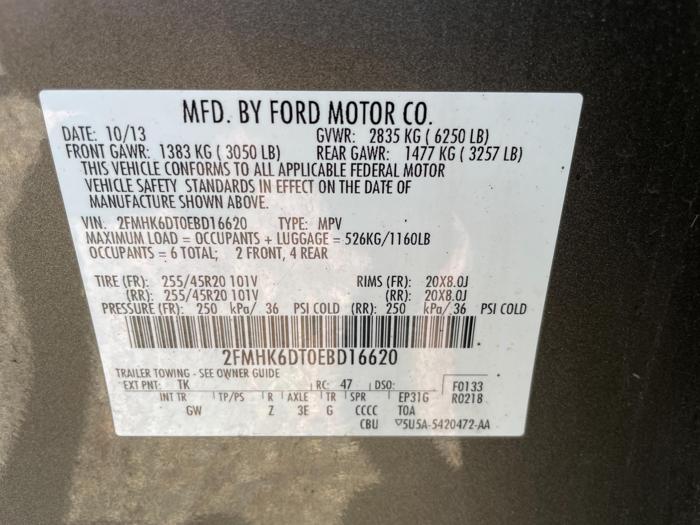 MFD. BY FORD MOTOR CO.
DATE: 10/13 GVWR: 2835 KG ( 6250 LB)
FRONT GAWR: 1383 KG ( 3050 LB) REAR GAWR: 1477 KG ( 3257 LB)
THIS VEHICLE CONFORMS TO ALL APPLICABLE FEDERAL MOTOR
VEHICLE SAFETY STANDARDS IN EFFECT ON THE DATE OF
MANUFACTURE SHOWN ABOVE.
VIN: 2FMHK6DT0EBD16620 TYPE: MPV
MAXIMUM LOAD = OCCUPANTS + LUGGAGE = 526KG/1160LB
OCCUPANTS = 6 TOTAL; 2 FRONT, 4 REAR
TIRE (FR): 255/45R20 101V RIMS (FR): 20X8.0J
(RR): 255/45R20 101V (RR): 20X8.0J
PRESSURE (FR): 250 kPa/ 36 PSI COLD (RR): 250 kPa/ 36 PSI COLD
2FMHK6DT0EBD16620
TRAILER TOWING - SEE OWNER GUIDE
EXT PNT: TK RC: 47 DSO: F0133
INT TR TP/PS R AXLE TR SPR EP31G R0218
GW Z 3E G CCCC T0A
CBU ▽5U5A-5420472-AA